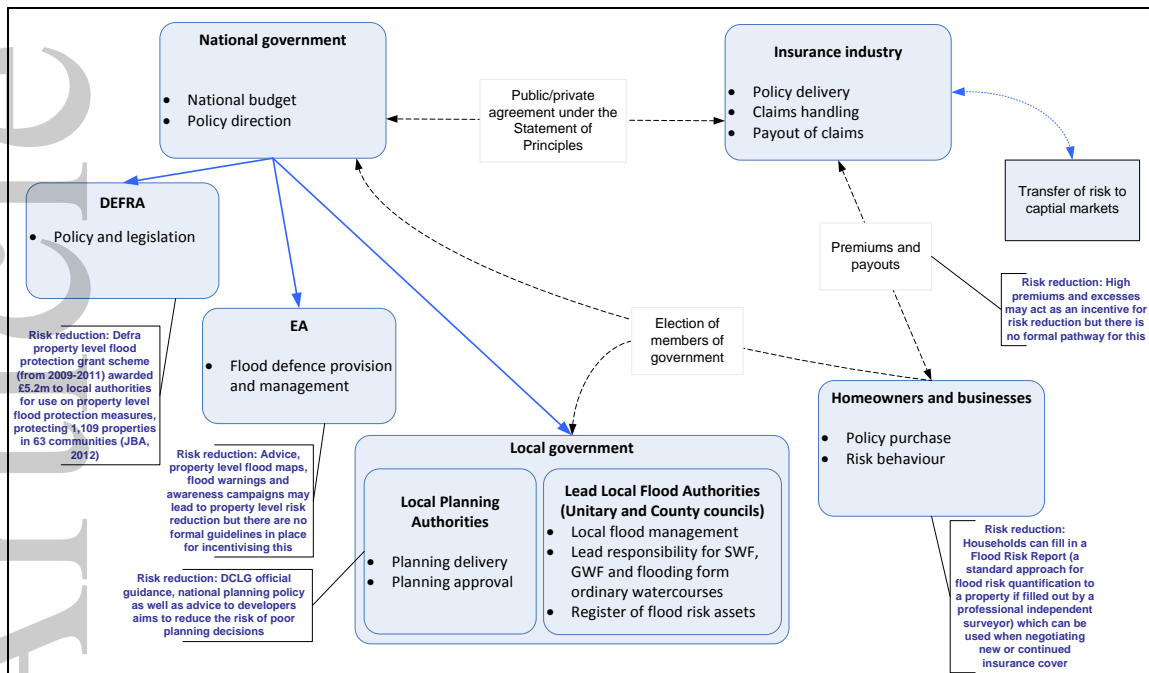 National government
• National budget
• Policy direction
Insurance industry
• Policy delivery
• Claims handling
• Payout of claims
Public/private
agreement under the
Statement of
Principles
Transfer of risk to
captial markets
DEFRA
• Policy and legislation
Premiums and
payouts
Risk reduction: High
premiums and excesses
may act as an incentive for
risk reduction but there is
no formal pathway for this
EA
• Flood defence provision
and management
Election of
members of
government
Risk reduction: Defra
property level flood
protection grant scheme
(from 2009-2011) awarded
£5.2m to local authorities
for use on property level
flood protection measures,
protecting 1,109 properties
in 63 communities (JBA,
2012)
Homeowners and businesses
• Policy purchase
• Risk behaviour
Risk reduction: Advice,
property level flood maps,
flood warnings and
awareness campaigns may
lead to property level risk
reduction but there are no
formal guidelines in place
for incentivising this
Local government
Local Planning
Authorities
• Planning delivery
• Planning approval
Lead Local Flood Authorities
(Unitary and County councils)
• Local flood management
• Lead responsibility for SWF,
GWF and flooding form
ordinary watercourses
• Register of flood risk assets
Risk reduction: DCLG official
guidance, national planning policy
as well as advice to developers
aims to reduce the risk of poor
planning decisions
Risk reduction:
Households can fill in a
Flood Risk Report (a
standard approach for
flood risk quantification to
a property if filled out by a
professional independent
surveyor) which can be
used when negotiating
new or continued
insurance cover